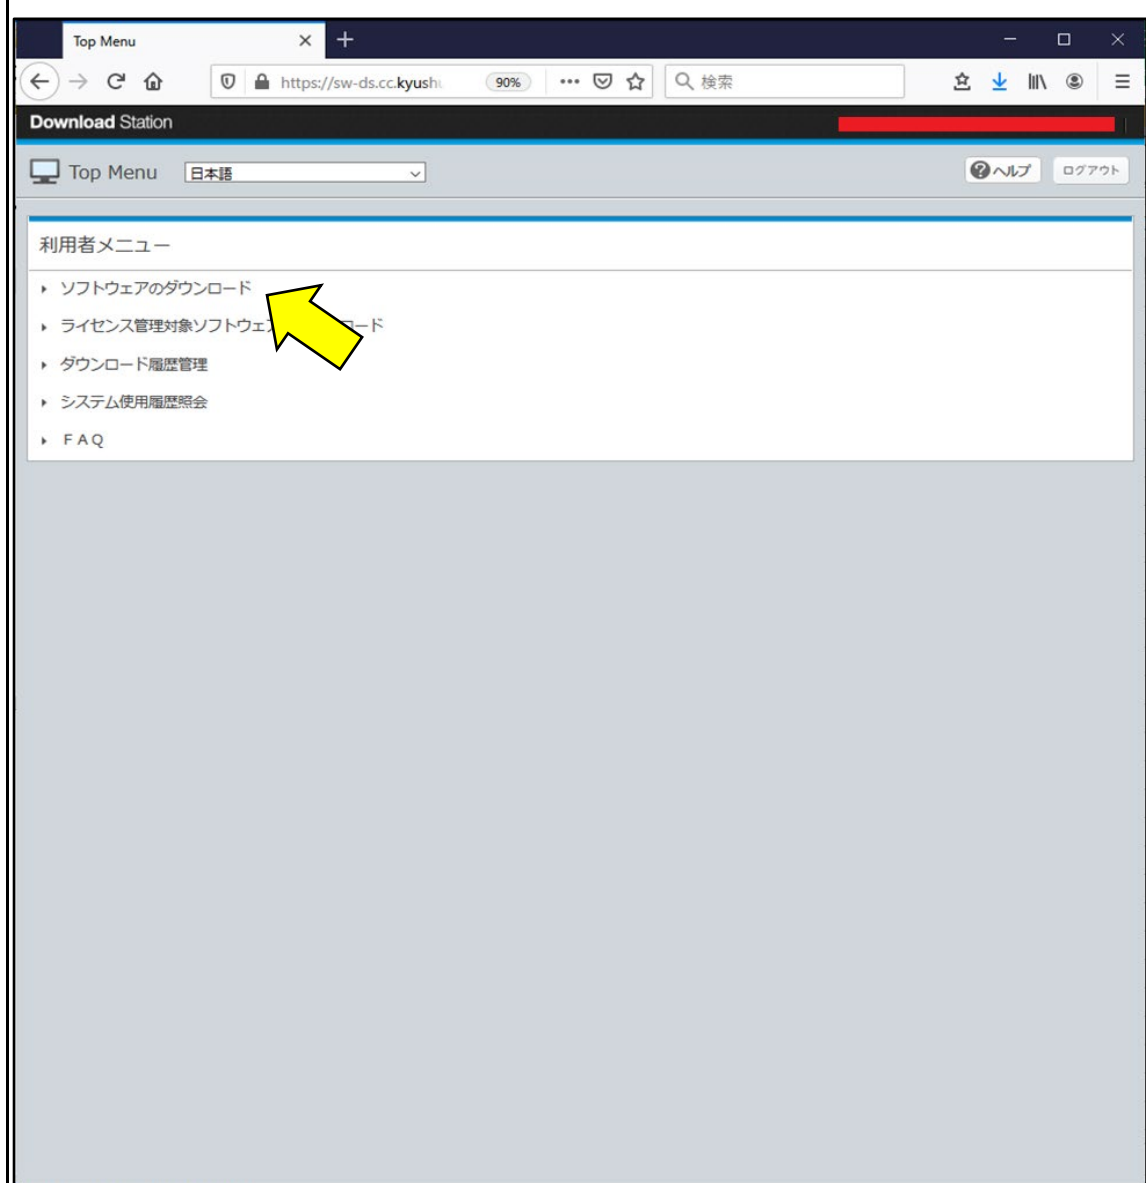 Top Menu
https://sw-ds.cc.kyush
90%
検索
Download Station
Top Menu
日本語
ヘルプ
ログアウト
利用者メニュー
ソフトウェアのダウンロード
ライセンス管理対象ソフトウェ ード
ダウンロード履歴管理
システム使用履歴照会
ＦＡＱ